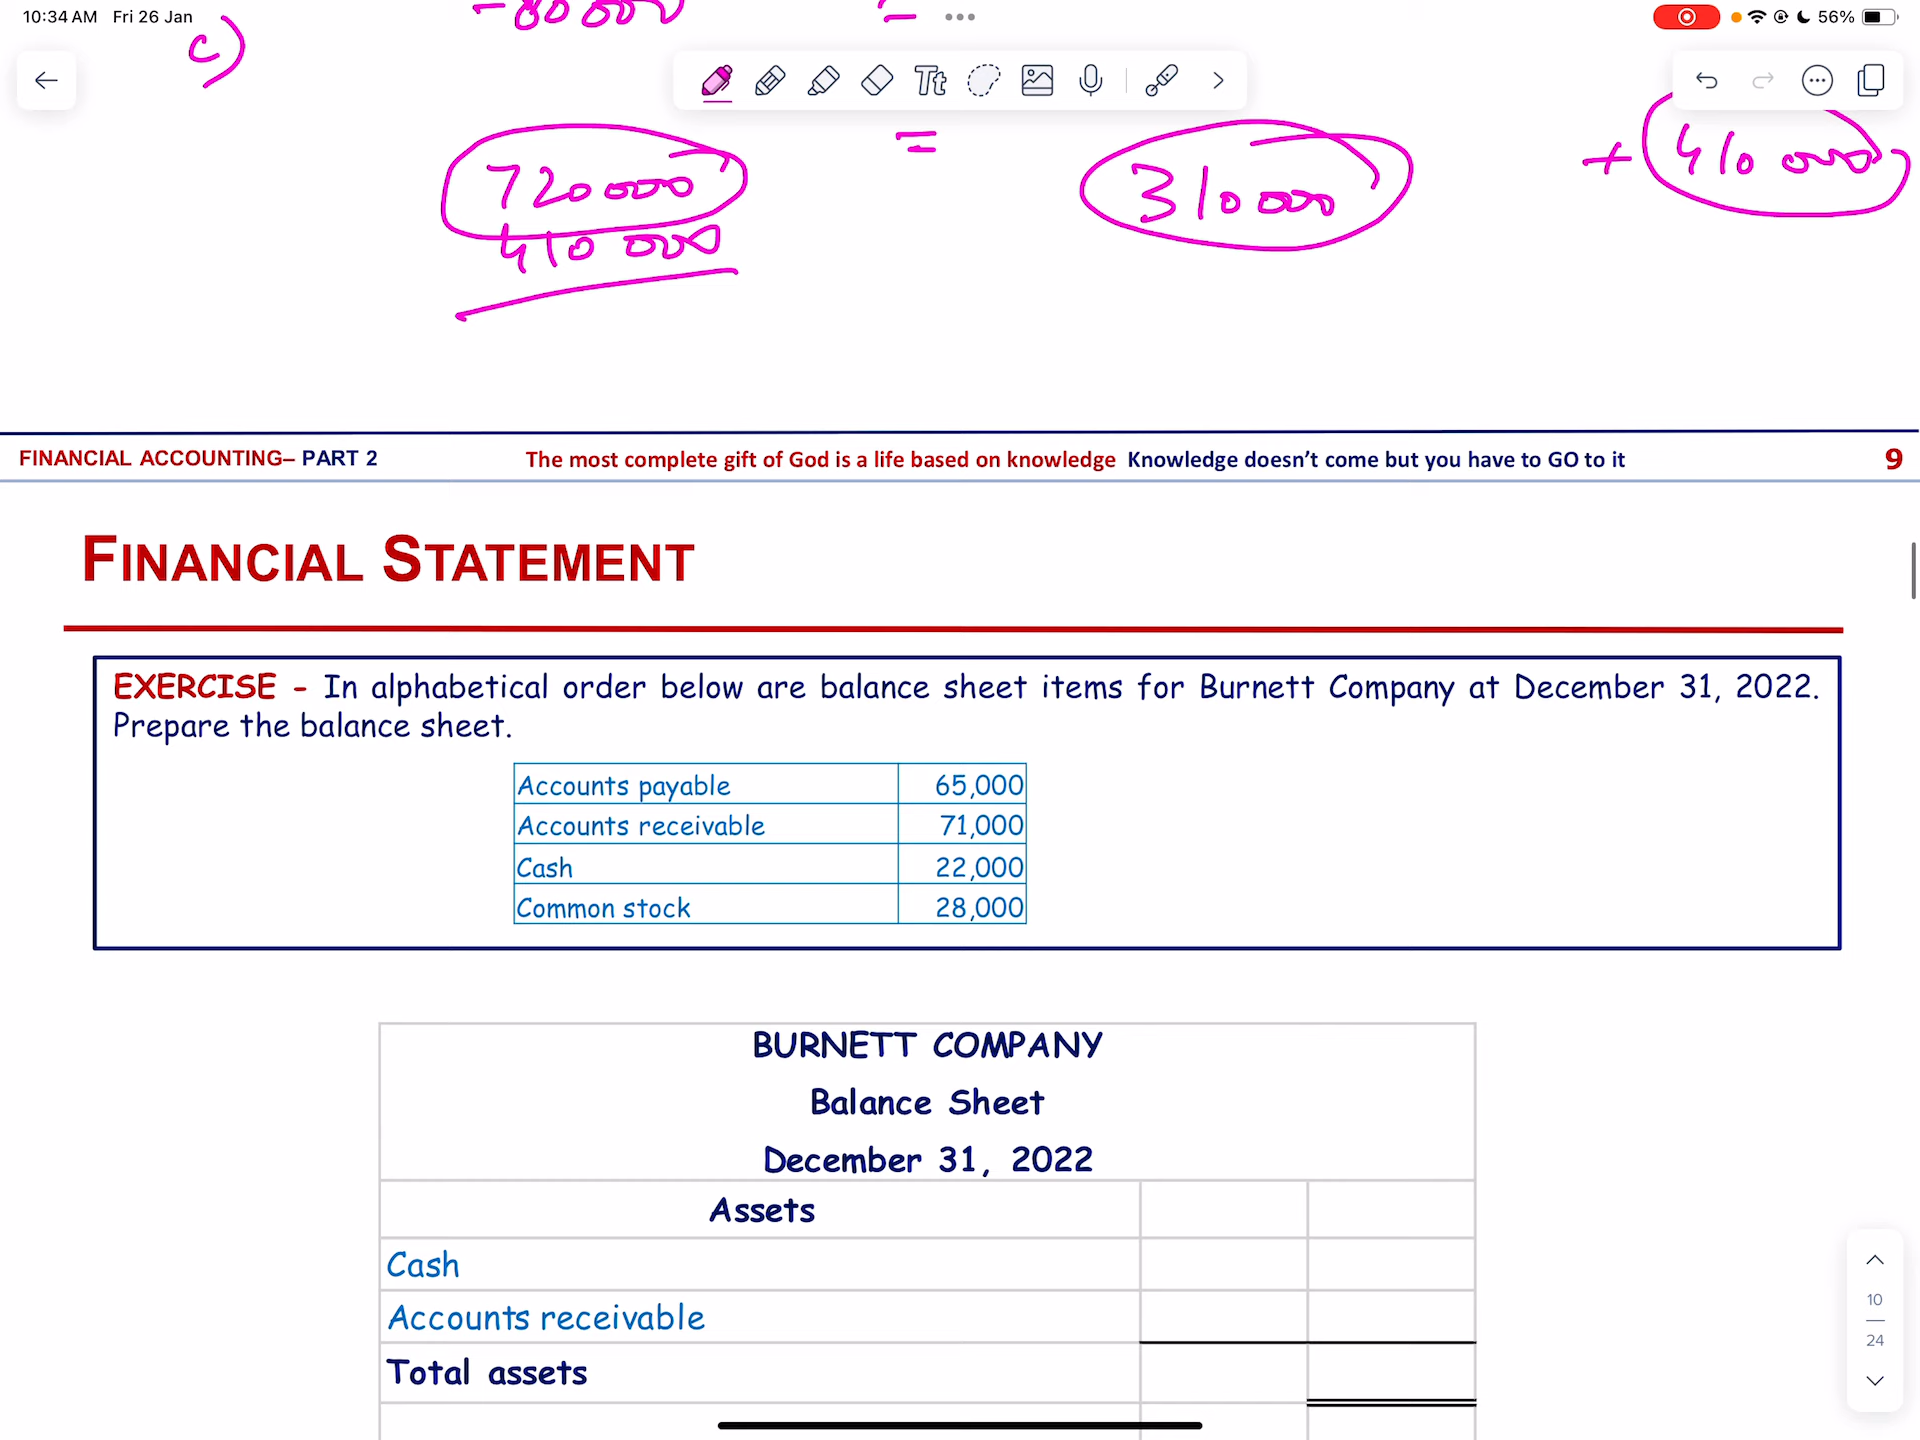 10:34 AM Fri 26 Jan
56%
-80 000 =
c)
Tt
720000 = 310000 + 410 000
410 000
FINANCIAL ACCOUNTING– PART 2 The most complete gift of God is a life based on knowledge Knowledge doesn’t come but you have to GO to it 9
FINANCIAL STATEMENT
EXERCISE - In alphabetical order below are balance sheet items for Burnett Company at December 31, 2022.
Prepare the balance sheet.
Accounts payable 65,000
Accounts receivable 71,000
Cash 22,000
Common stock 28,000
BURNETT COMPANY
Balance Sheet
December 31, 2022
Assets
Cash
Accounts receivable
Total assets
10
24